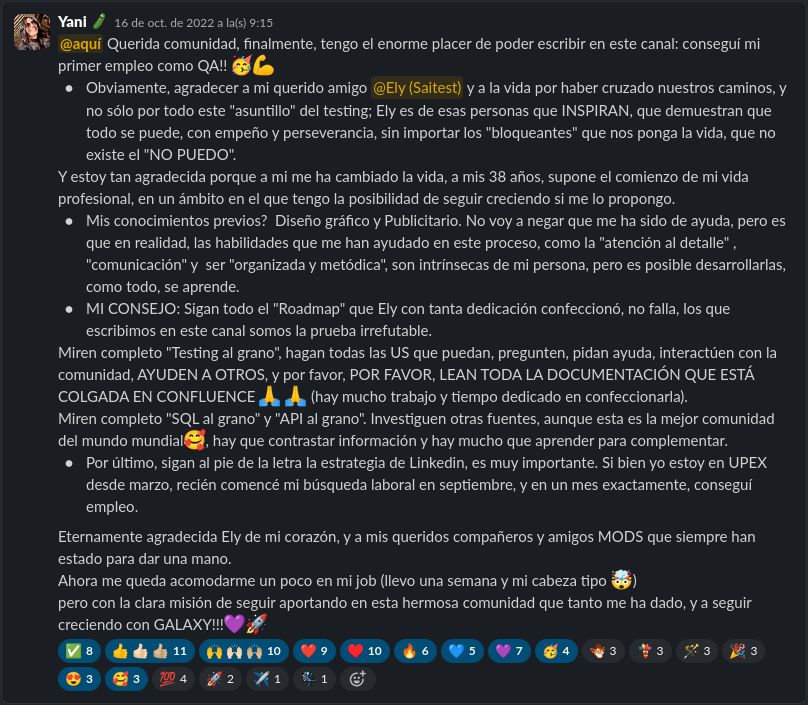 Yani 16 de oct. de 2022 a la(s) 9:15
@aquí Querida comunidad, finalmente, tengo el enorme placer de poder escribir en este canal: conseguí mi
primer empleo como QA!! 🥳💪
• Obviamente, agradecer a mi querido amigo @Ely (Saitest) y a la vida por haber cruzado nuestros caminos, y
no sólo por todo este "asuntillo" del testing; Ely es de esas personas que INSPIRAN, que demuestran que
todo se puede, con empeño y perseverancia, sin importar los "bloqueantes" que nos ponga la vida, que no
existe el "NO PUEDO".
Y estoy tan agradecida porque a mi me ha cambiado la vida, a mis 38 años, supone el comienzo de mi vida
profesional, en un ámbito en el que tengo la posibilidad de seguir creciendo si me lo propongo.
• Mis conocimientos previos? Diseño gráfico y Publicitario. No voy a negar que me ha sido de ayuda, pero es
que en realidad, las habilidades que me han ayudado en este proceso, como la "atención al detalle" ,
"comunicación" y ser "organizada y metódica", son intrínsecas de mi persona, pero es posible desarrollarlas,
como todo, se aprende.
• MI CONSEJO: Sigan todo el "Roadmap" que Ely con tanta dedicación confeccionó, no falla, los que
escribimos en este canal somos la prueba irrefutable.
Miren completo "Testing al grano", hagan todas las US que puedan, pregunten, pidan ayuda, interactúen con la
comunidad, AYUDEN A OTROS, y por favor, POR FAVOR, LEAN TODA LA DOCUMENTACIÓN QUE ESTÁ
COLGADA EN CONFLUENCE 🙏 🙏 (hay mucho trabajo y tiempo dedicado en confeccionarla).
Miren completo "SQL al grano" y "API al grano". Investiguen otras fuentes, aunque esta es la mejor comunidad
del mundo mundial🥰, hay que contrastar información y hay mucho que aprender para complementar.
• Por último, sigan al pie de la letra la estrategia de Linkedin, es muy importante. Si bien yo estoy en UPEX
desde marzo, recién comencé mi búsqueda laboral en septiembre, y en un mes exactamente, conseguí
empleo.
Eternamente agradecida Ely de mi corazón, y a mis queridos compañeros y amigos MODS que siempre han
estado para dar una mano.
Ahora me queda acomodarme un poco en mi job (llevo una semana y mi cabeza tipo 🤯)
pero con la clara misión de seguir aportando en esta hermosa comunidad que tanto me ha dado, y a seguir
creciendo con GALAXY!!!💜🚀
8 11 10 9 10 6 5 7 4 3 3 3 3
3 3 100 4 2 1 1